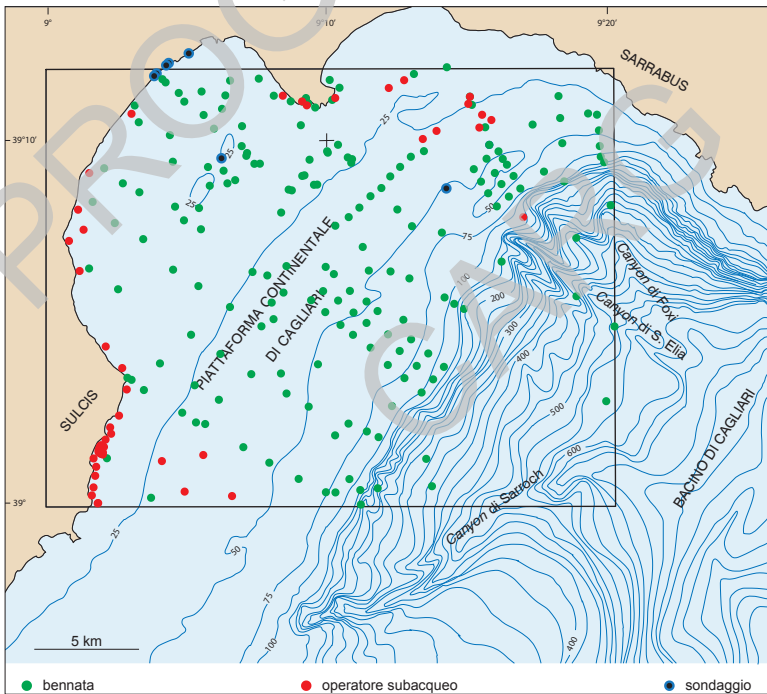 9°
9°10'
9°20'
SARRABUS
25
39°10'
25
25
50
75
PIATTAFORMA CONTINENTALE
DI CAGLIARI
100
200
300
400
Canyon di Foxi
Canyon di S. Elia
SULCIS
500
600
BACINO DI CAGLIARI
39°
Canyon di Sarroch
25
50
75
100
400
5 km
bennata
operatore subacqueo
sondaggio
PROGETTO
CARG